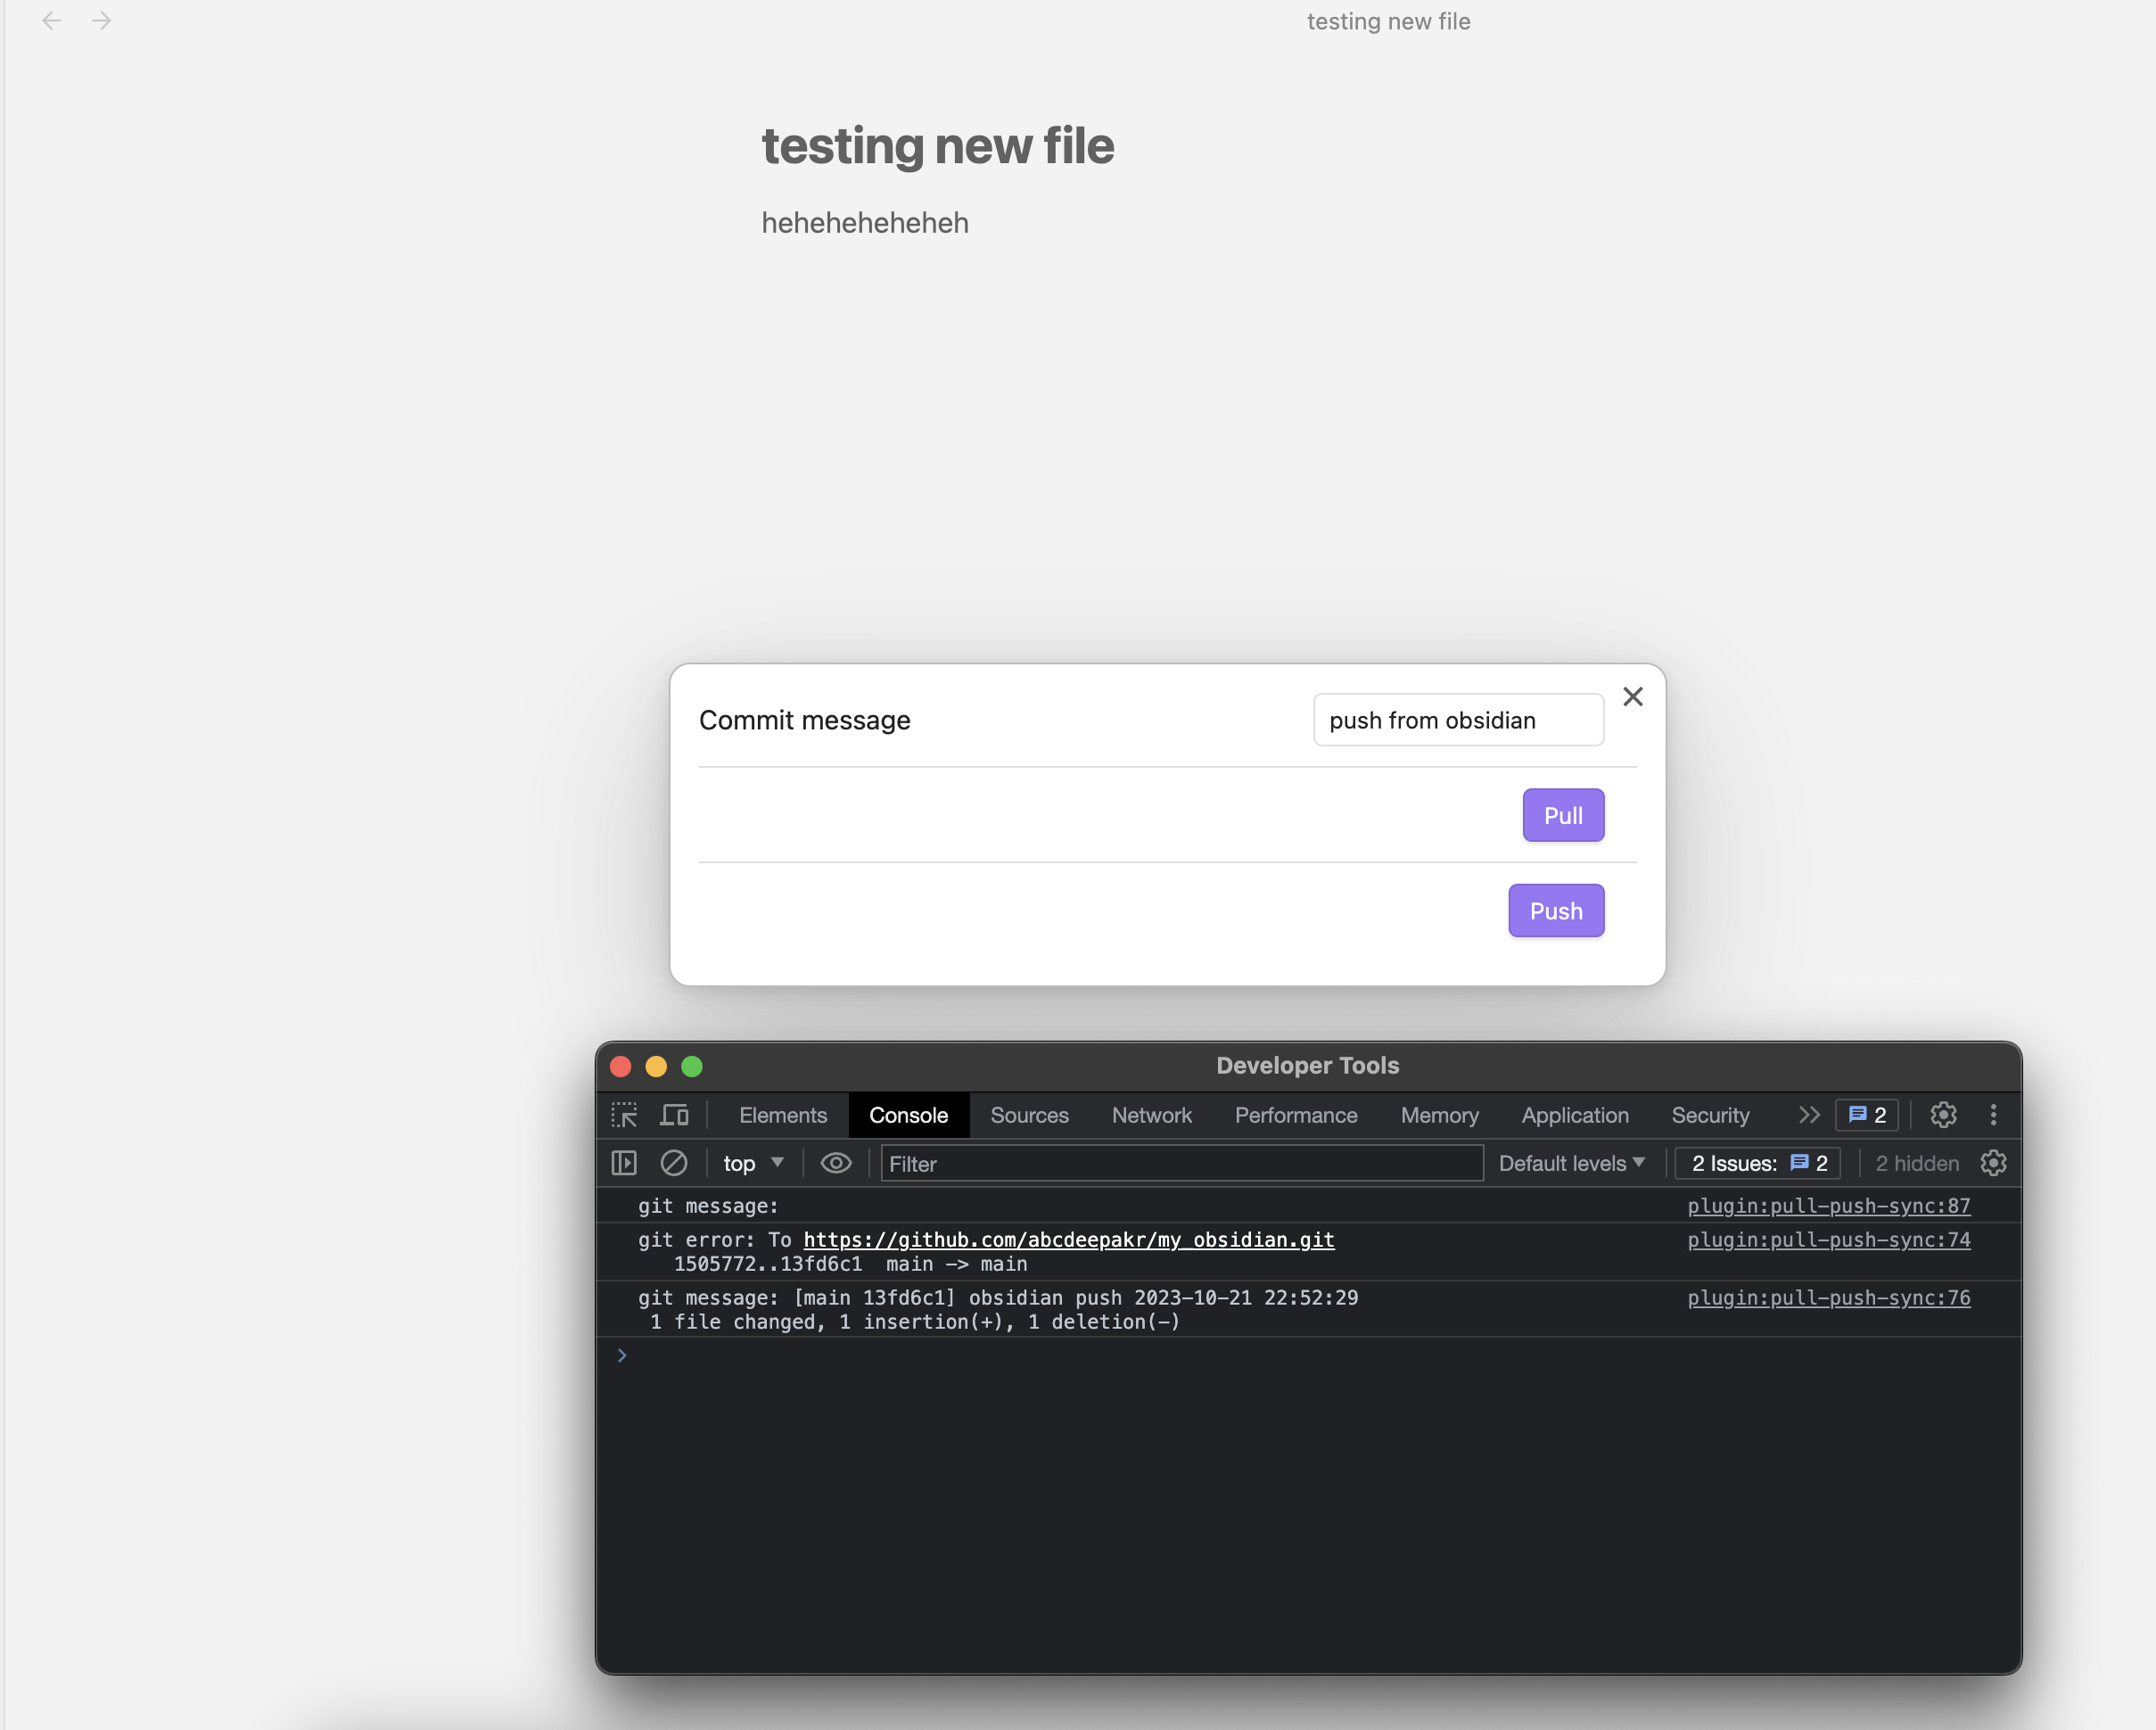 testing new file
testing new file
heheheheheheh
Commit message
push from obsidian
Pull
Push
Developer Tools
Elements Console Sources Network Performance Memory Application Security 2
top Filter Default levels 2 Issues: 2 2 hidden
git message: plugin:pull-push-sync:87
git error: To https://github.com/abcdeepakr/my_obsidian.git plugin:pull-push-sync:74
1505772..13fd6c1 main -> main
git message: [main 13fd6c1] obsidian push 2023-10-21 22:52:29 plugin:pull-push-sync:76
1 file changed, 1 insertion(+), 1 deletion(-)